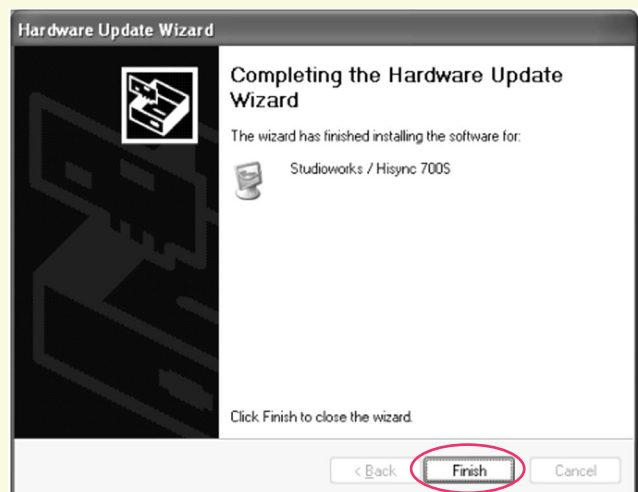 Hardware Update Wizard
Completing the Hardware Update
Wizard
The wizard has finished installing the software for:
Studioworks / Hisync 700S
Click Finish to close the wizard.
< Back Finish Cancel